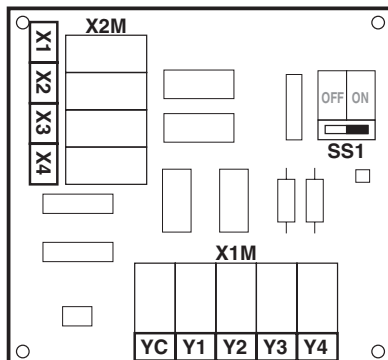 X2M
X1
X2
X3
X4
OFF ON
SS1
X1M
YC Y1 Y2 Y3 Y4